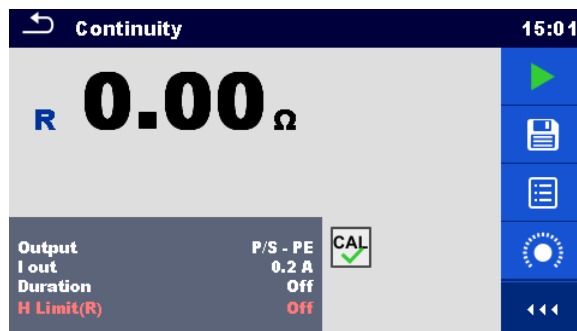 Continuity 15:01
R 0.00 Ω
Output P/S - PE
I out 0.2 A
Duration Off
H Limit(R) Off
CAL